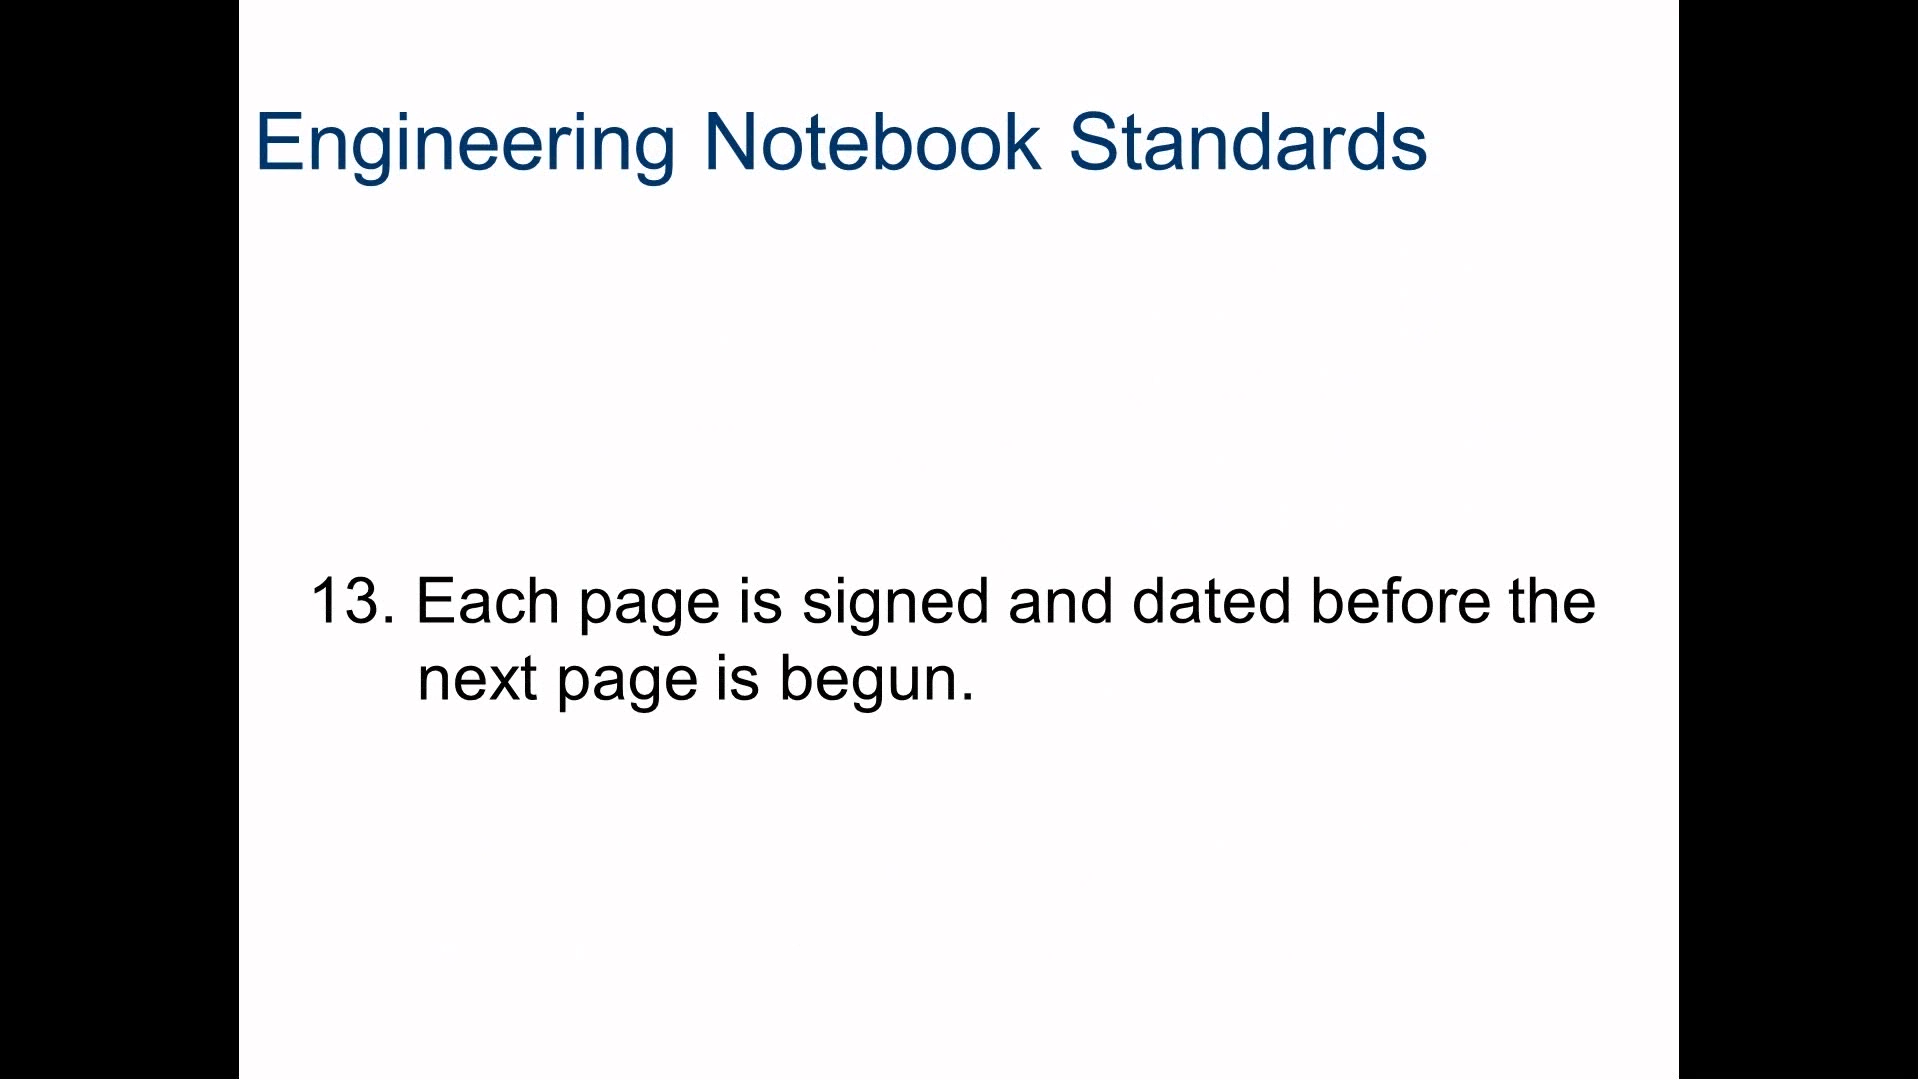 Engineering Notebook Standards
13. Each page is signed and dated before the
next page is begun.